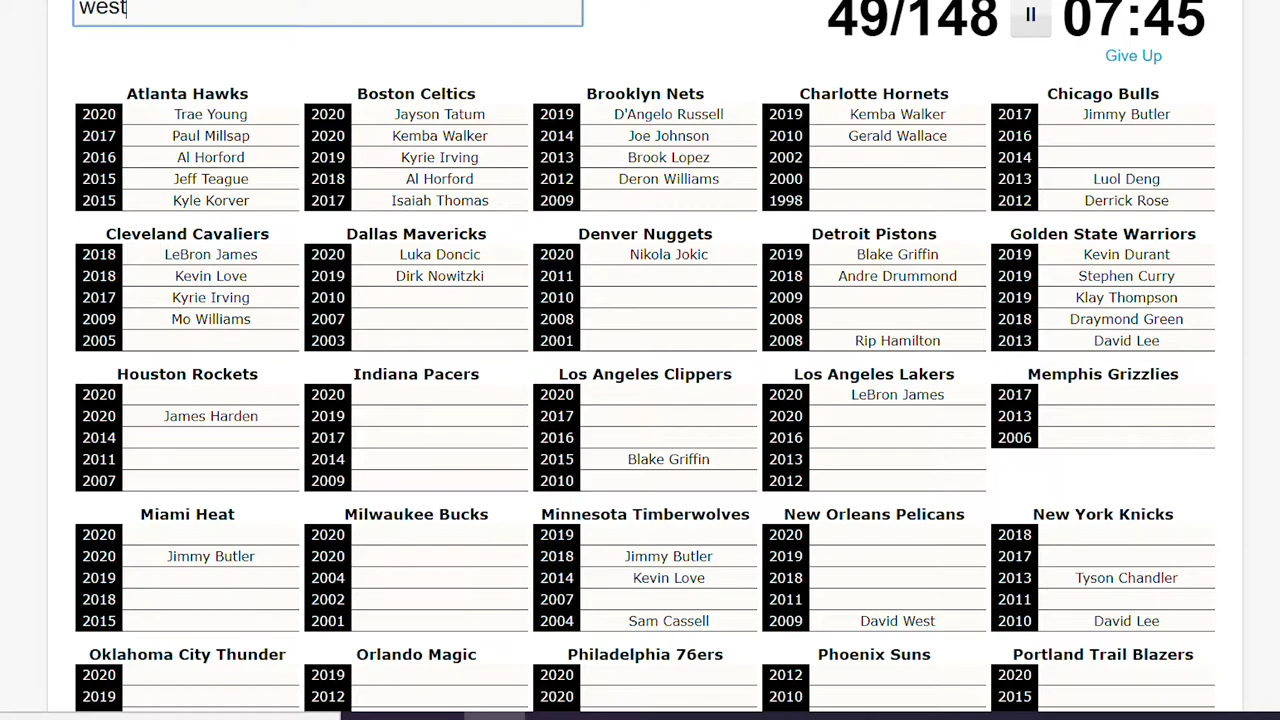 west
49/148 II 07:45
Give Up
Atlanta Hawks Boston Celtics Brooklyn Nets Charlotte Hornets Chicago Bulls
2020 Trae Young 2020 Jayson Tatum 2019 D'Angelo Russell 2019 Kemba Walker 2017 Jimmy Butler
2017 Paul Millsap 2020 Kemba Walker 2014 Joe Johnson 2010 Gerald Wallace 2016
2016 Al Horford 2019 Kyrie Irving 2013 Brook Lopez 2002 2014
2015 Jeff Teague 2018 Al Horford 2012 Deron Williams 2000 2013 Luol Deng
2015 Kyle Korver 2017 Isaiah Thomas 2009 1998 2012 Derrick Rose
Cleveland Cavaliers Dallas Mavericks Denver Nuggets Detroit Pistons Golden State Warriors
2018 LeBron James 2020 Luka Doncic 2020 Nikola Jokic 2019 Blake Griffin 2019 Kevin Durant
2018 Kevin Love 2019 Dirk Nowitzki 2011 2018 Andre Drummond 2019 Stephen Curry
2017 Kyrie Irving 2010 2010 2009 2019 Klay Thompson
2009 Mo Williams 2007 2008 2008 2018 Draymond Green
2005 2003 2001 2008 Rip Hamilton 2013 David Lee
Houston Rockets Indiana Pacers Los Angeles Clippers Los Angeles Lakers Memphis Grizzlies
2020 2020 2020 2020 LeBron James 2017
2020 James Harden 2019 2017 2020 2013
2014 2017 2016 2016 2006
2011 2014 2015 Blake Griffin 2013
2007 2009 2010 2012
Miami Heat Milwaukee Bucks Minnesota Timberwolves New Orleans Pelicans New York Knicks
2020 2020 2019 2020 2018
2020 Jimmy Butler 2020 2018 Jimmy Butler 2019 2017
2019 2004 2014 Kevin Love 2018 2013 Tyson Chandler
2018 2002 2007 2011 2011
2015 2001 2004 Sam Cassell 2009 David West 2010 David Lee
Oklahoma City Thunder Orlando Magic Philadelphia 76ers Phoenix Suns Portland Trail Blazers
2020 2019 2020 2012 2020
2019 2012 2020 2010 2015